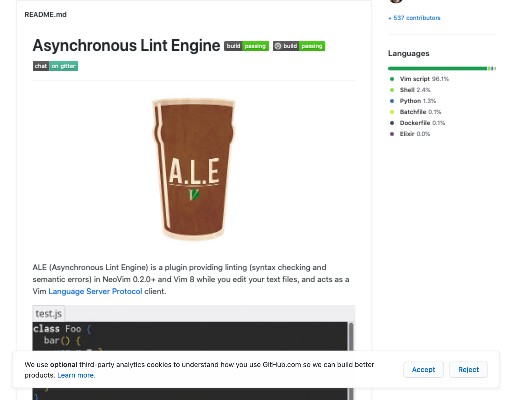 README.md
Asynchronous Lint Engine build passing build passing
chat on gitter
A.L.E
ALE (Asynchronous Lint Engine) is a plugin providing linting (syntax checking and
semantic errors) in NeoVim 0.2.0+ and Vim 8 while you edit your text files, and acts as a
Vim Language Server Protocol client.
test.js
class Foo {
bar() {
+ 537 contributors
Languages
Vim script 96.1%
Shell 2.4%
Python 1.3%
Batchfile 0.1%
Dockerfile 0.1%
Elixir 0.0%
We use optional third-party analytics cookies to understand how you use GitHub.com so we can build better
products. Learn more.
Accept Reject